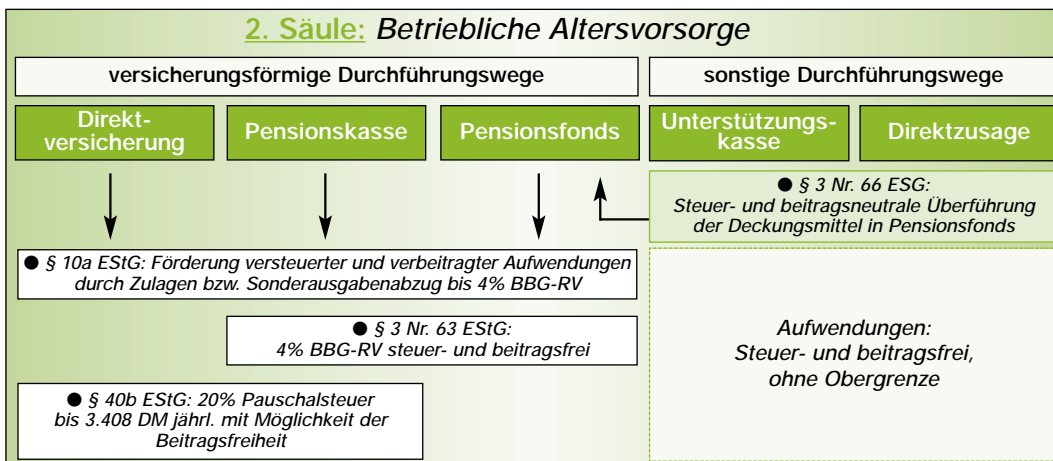 2. Säule: Betriebliche Altersvorsorge
versicherungsförmige Durchführungswege
sonstige Durchführungswege
Direkt-
versicherung
Pensionskasse
Pensionsfonds
Unterstützungs-
kasse
Direktzusage
● § 3 Nr. 66 ESG:
Steuer- und beitragsneutrale Überführung
der Deckungsmittel in Pensionsfonds
● § 10a EStG: Förderung versteuerter und verbeitragter Aufwendungen
durch Zulagen bzw. Sonderausgabenabzug bis 4% BBG-RV
● § 3 Nr. 63 EStG:
4% BBG-RV steuer- und beitragsfrei
Aufwendungen:
Steuer- und beitragsfrei,
ohne Obergrenze
● § 40b EStG: 20% Pauschalsteuer
bis 3.408 DM jährl. mit Möglichkeit der
Beitragsfreiheit